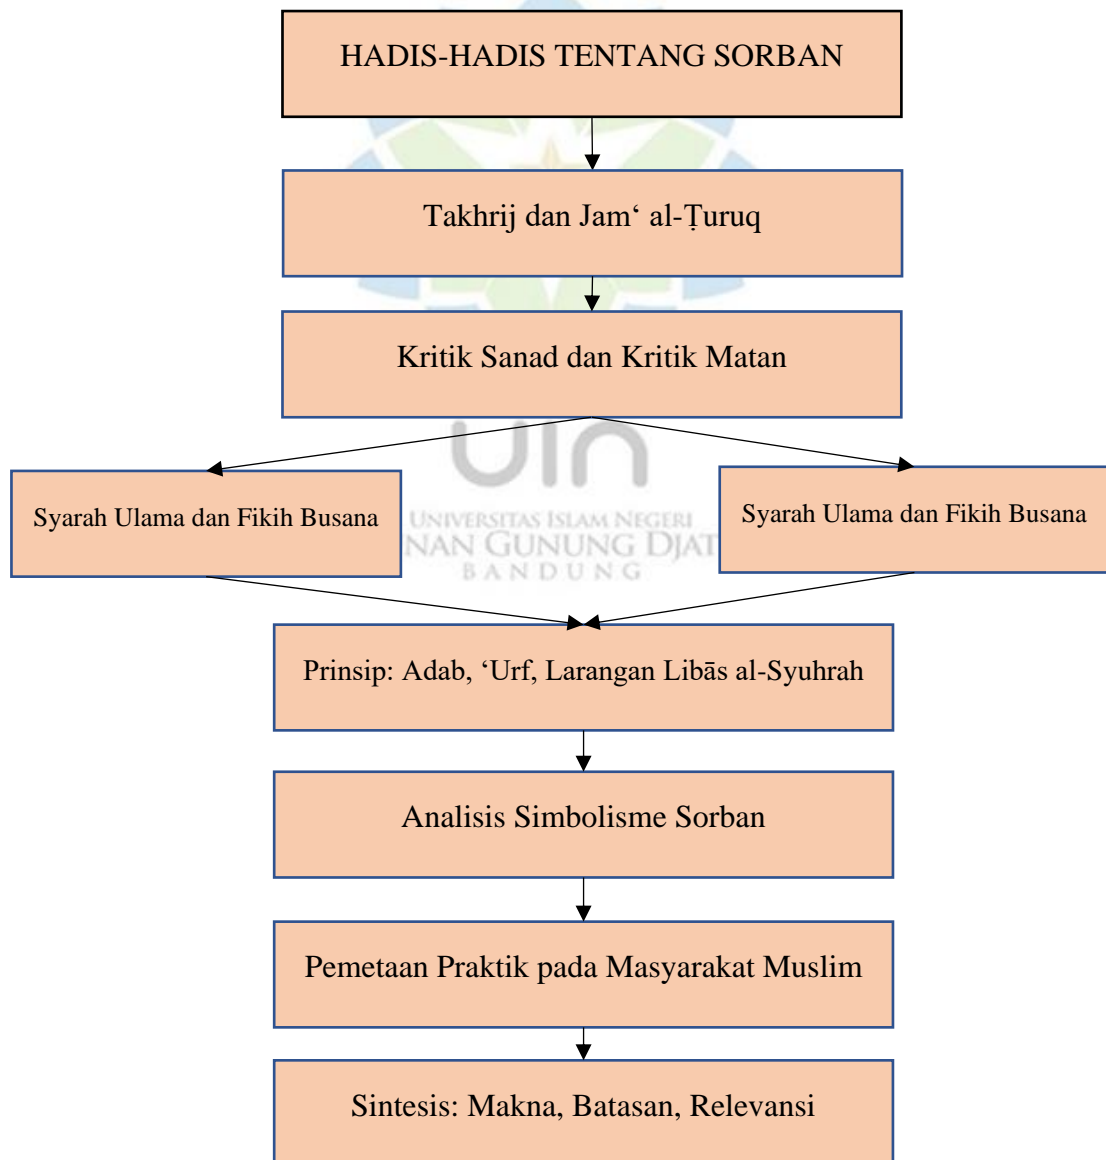 HADIS-HADIS TENTANG SORBAN
Takhrij dan Jam‘ al-Ṭuruq
Kritik Sanad dan Kritik Matan
uin
Syarah Ulama dan Fikih Busana
Syarah Ulama dan Fikih Busana
UNIVERSITAS ISLAM NEGERI
NAN GUNUNG DJAT
BANDUNG
Prinsip: Adab, ‘Urf, Larangan Libās al-Syuhrah
Analisis Simbolisme Sorban
Pemetaan Praktik pada Masyarakat Muslim
Sintesis: Makna, Batasan, Relevansi